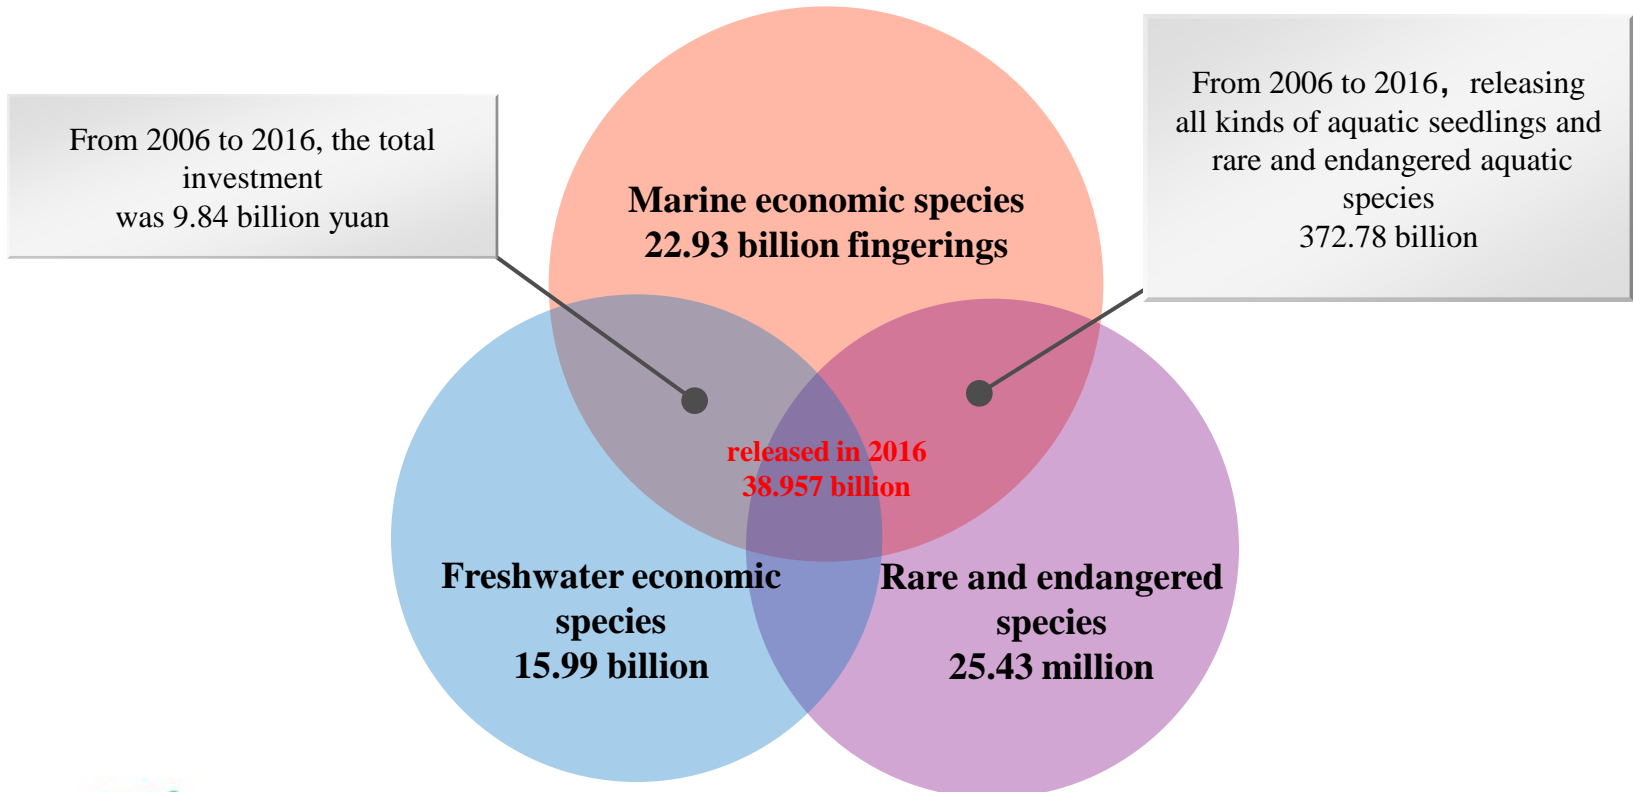 From 2006 to 2016, the total
investment
was 9.84 billion yuan
From 2006 to 2016，releasing
all kinds of aquatic seedlings and
rare and endangered aquatic
species
372.78 billion
Marine economic species
22.93 billion fingerings
released in 2016
38.957 billion
Freshwater economic
species
15.99 billion
Rare and endangered
species
25.43 million